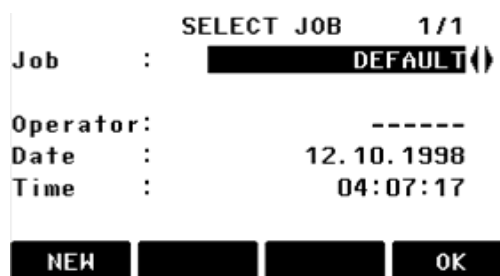 SELECT JOB 1/1
Job : DEFAULT
Operator: ------
Date : 12.10.1998
Time : 04:07:17
NEW OK